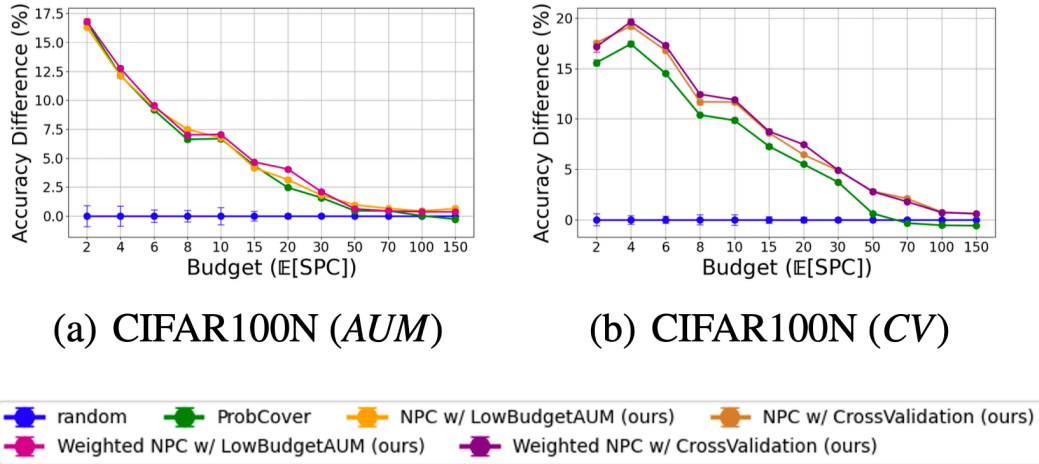 Accuracy Difference (%)
17.5
15.0
12.5
10.0
7.5
5.0
2.5
0.0
2 4 6 8 10 15 20 30 50 70 100 150
Budget (𝔼[SPC])
(a) CIFAR100N (AUM)
Accuracy Difference (%)
20
15
10
5
0
2 4 6 8 10 15 20 30 50 70 100 150
Budget (𝔼[SPC])
(b) CIFAR100N (CV)
random ProbCover NPC w/ LowBudgetAUM (ours) NPC w/ CrossValidation (ours)
Weighted NPC w/ LowBudgetAUM (ours) Weighted NPC w/ CrossValidation (ours)